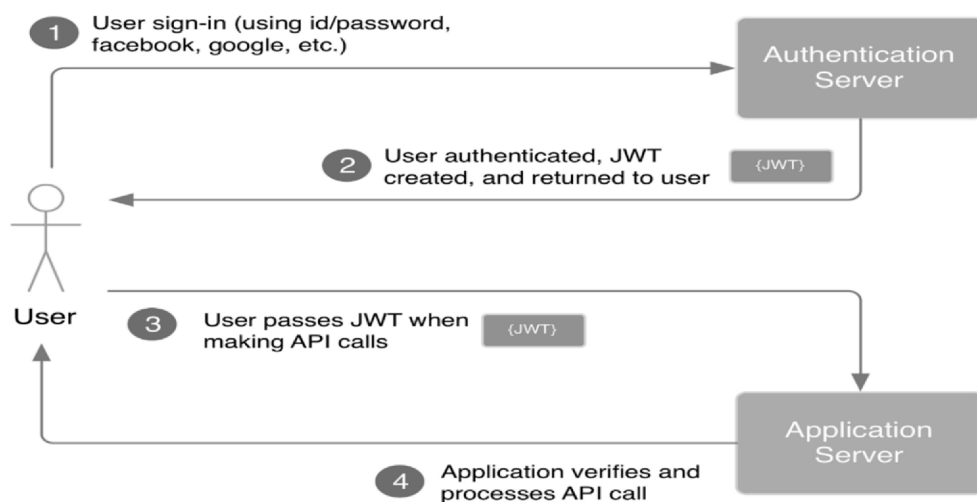 1
User sign-in (using id/password,
facebook, google, etc.)
Authentication
Server
2
User authenticated, JWT
created, and returned to user
{JWT}
User
3
User passes JWT when
making API calls
{JWT}
Application
Server
4
Application verifies and
processes API call